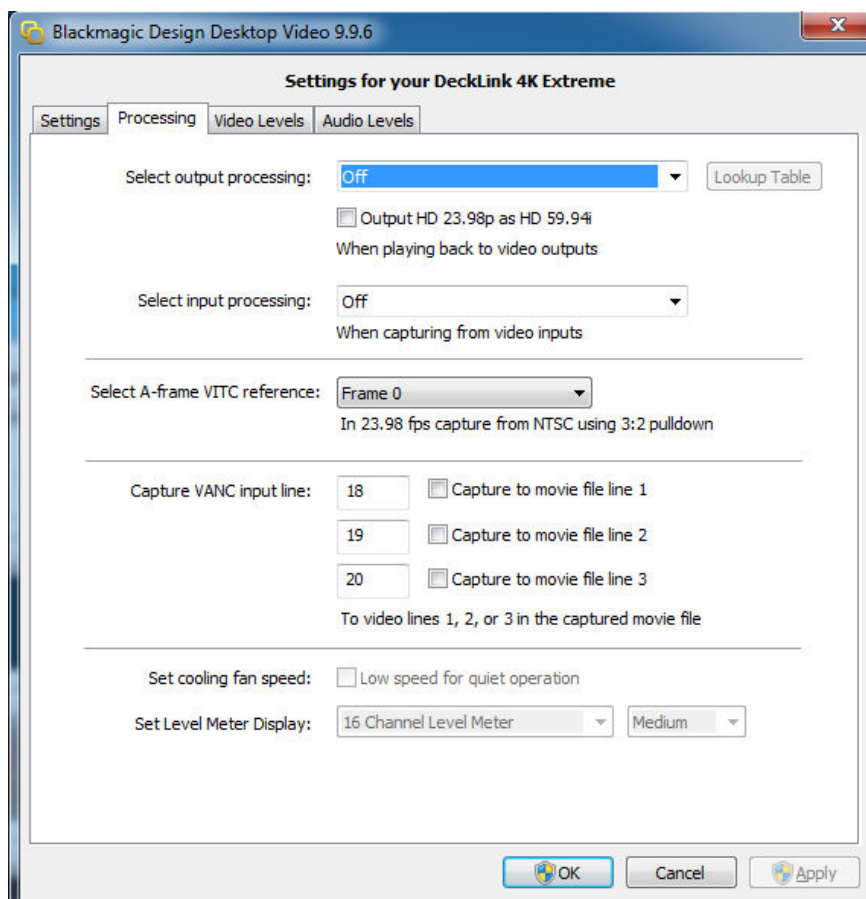 Blackmagic Design Desktop Video 9.9.6
Settings for your DeckLink 4K Extreme
Settings Processing Video Levels Audio Levels
Select output processing: Off Lookup Table
Output HD 23.98p as HD 59.94i
When playing back to video outputs
Select input processing: Off
When capturing from video inputs
Select A-frame VITC reference: Frame 0
In 23.98 fps capture from NTSC using 3:2 pulldown
Capture VANC input line: 18 Capture to movie file line 1
19 Capture to movie file line 2
20 Capture to movie file line 3
To video lines 1, 2, or 3 in the captured movie file
Set cooling fan speed: Low speed for quiet operation
Set Level Meter Display: 16 Channel Level Meter Medium
OK Cancel Apply